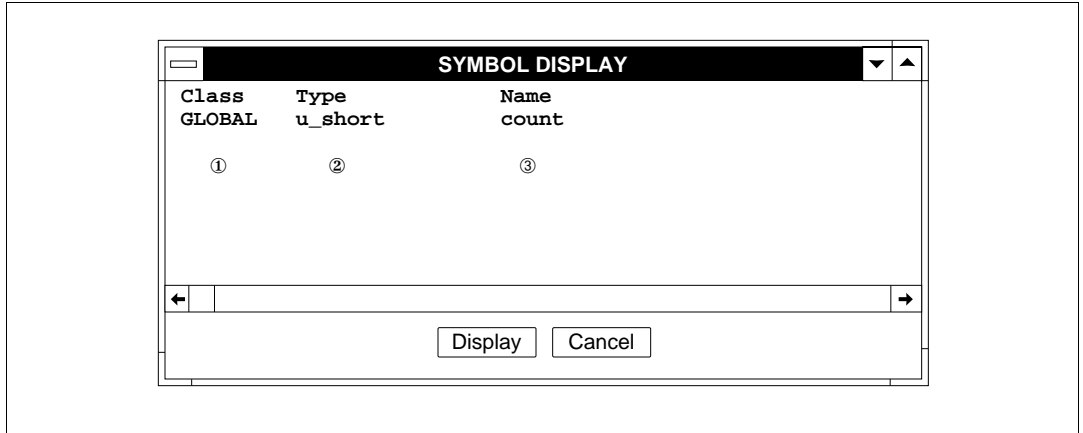 SYMBOL DISPLAY
Class Type Name
GLOBAL u_short count
① ② ③
Display Cancel